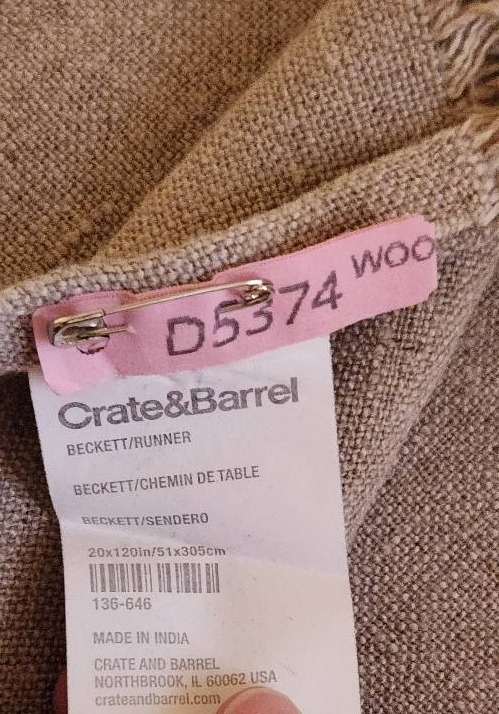 D5374 WOO
Crate&Barrel
BECKETT/RUNNER
BECKETT/CHEMIN DE TABLE
BECKETT/SENDERO
20x120in/51x305cm
136-646
MADE IN INDIA
CRATE AND BARREL
NORTHBROOK, IL 60062 USA
crateandbarrel.com